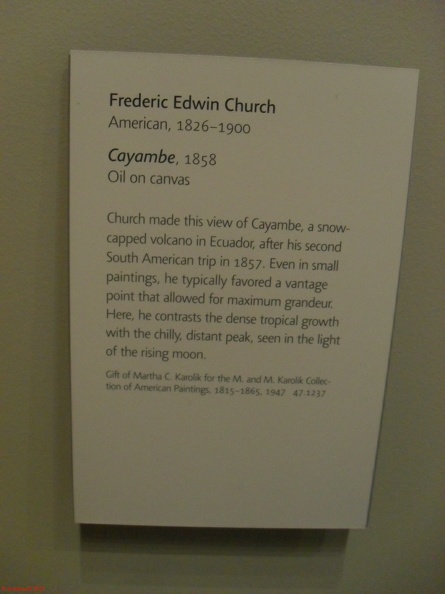 Frederic Edwin Church
American, 1826–1900
Cayambe, 1858
Oil on canvas
Church made this view of Cayambe, a snow-
capped volcano in Ecuador, after his second
South American trip in 1857. Even in small
paintings, he typically favored a vantage
point that allowed for maximum grandeur.
Here, he contrasts the dense tropical growth
with the chilly, distant peak, seen in the light
of the rising moon.
Gift of Martha C. Karolik for the M. and M. Karolik Collec-
tion of American Paintings, 1815–1865, 1947 47.1237